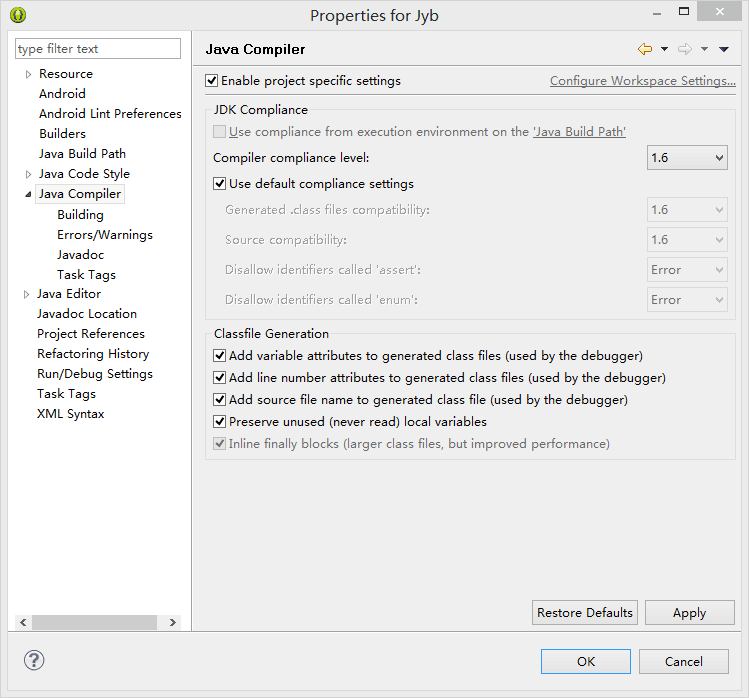 Properties for Jyb
type filter text
Resource
Android
Android Lint Preferences
Builders
Java Build Path
Java Code Style
Java Compiler
Building
Errors/Warnings
Javadoc
Task Tags
Java Editor
Javadoc Location
Project References
Refactoring History
Run/Debug Settings
Task Tags
XML Syntax
Java Compiler
Enable project specific settings
Configure Workspace Settings...
JDK Compliance
Use compliance from execution environment on the 'Java Build Path'
Compiler compliance level: 1.6
Use default compliance settings
Generated .class files compatibility: 1.6
Source compatibility: 1.6
Disallow identifiers called 'assert': Error
Disallow identifiers called 'enum': Error
Classfile Generation
Add variable attributes to generated class files (used by the debugger)
Add line number attributes to generated class files (used by the debugger)
Add source file name to generated class file (used by the debugger)
Preserve unused (never read) local variables
Inline finally blocks (larger class files, but improved performance)
Restore Defaults Apply
? OK Cancel